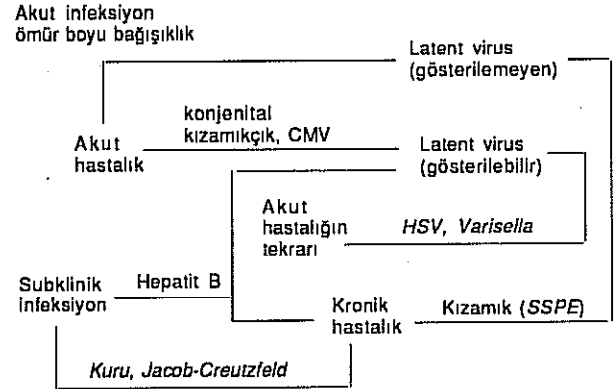 Akut infeksiyon
ömür boyu bağışıklık
Latent virus
(gösterilemeyen)
konjenital
kızamıkçık, CMV
Akut
hastalık
Latent virus
(gösterilebilir)
Akut
hastalığın
tekrarı
HSV, Varisella
Subklinik
infeksiyon
Hepatit B
Kronik
hastalık
Kızamık (SSPE)
Kuru, Jacob-Creutzfeld